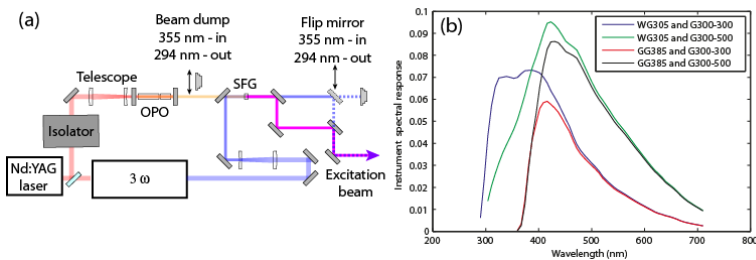 (a)
Beam dump
355 nm - in
294 nm - out
Flip mirror
355 nm - in
294 nm - out
Telescope
SFG
OPO
Isolator
Nd:YAG
laser
3 ω
Excitation
beam
(b)
WG305 and G300-300
WG305 and G300-500
GG385 and G300-300
GG385 and G300-500
Instrument spectral response
0.1
0.09
0.08
0.07
0.06
0.05
0.04
0.03
0.02
0.01
0
200
300
400
500
600
700
800
Wavelength (nm)